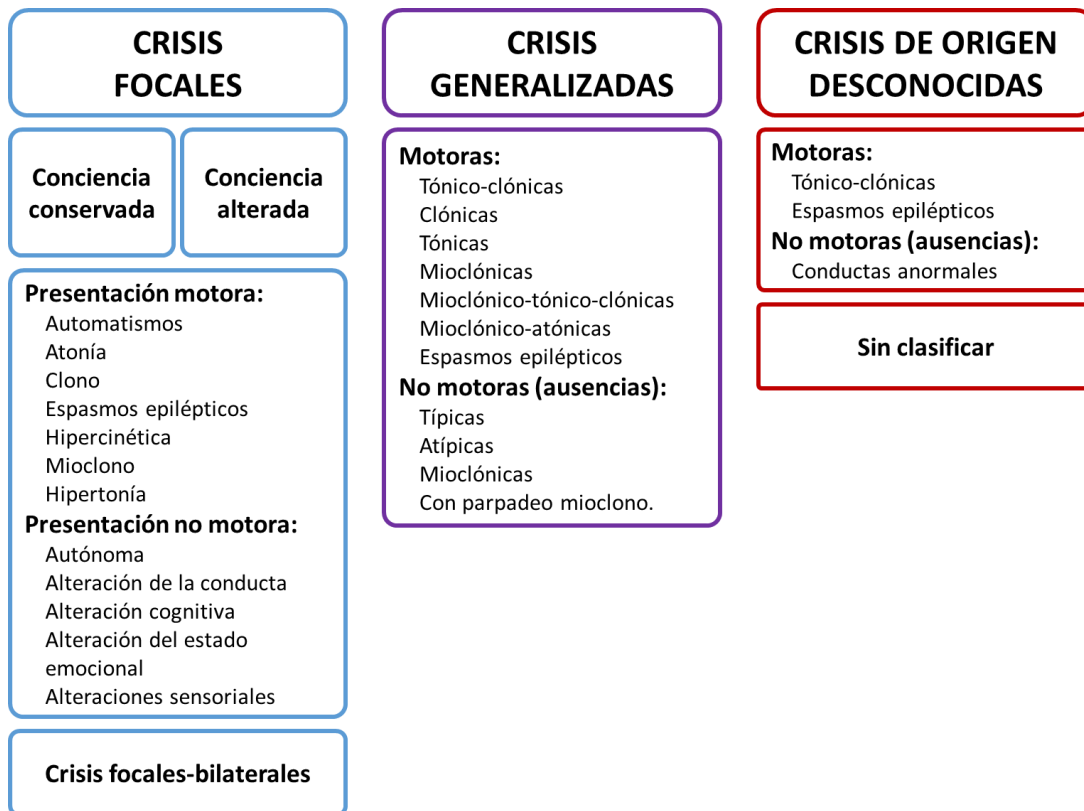 CRISIS
FOCALES
Conciencia
conservada
Conciencia
alterada
Presentación motora:
Automatismos
Atonía
Clono
Espasmos epilépticos
Hipercinética
Mioclono
Hipertonía
Presentación no motora:
Autónoma
Alteración de la conducta
Alteración cognitiva
Alteración del estado
emocional
Alteraciones sensoriales
Crisis focales-bilaterales
CRISIS
GENERALIZADAS
Motoras:
Tónico-clónicas
Clónicas
Tónicas
Mioclónicas
Mioclónico-tónico-clónicas
Mioclónico-atónicas
Espasmos epilépticos
No motoras (ausencias):
Típicas
Atípicas
Mioclónicas
Con parpadeo mioclono.
CRISIS DE ORIGEN
DESCONOCIDAS
Motoras:
Tónico-clónicas
Espasmos epilépticos
No motoras (ausencias):
Conductas anormales
Sin clasificar